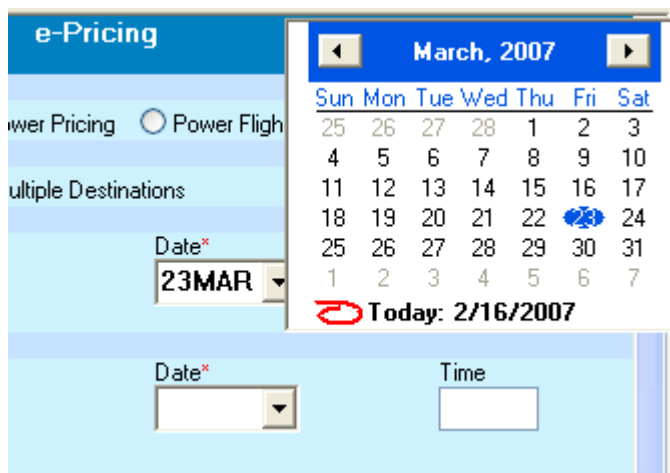 e-Pricing
March, 2007
Sun Mon Tue Wed Thu Fri Sat
25 26 27 28 1 2 3
Pricing Power
4 5 6 7 8 9 10
Multiple Destinations
11 12 13 14 15 16 17
18 19 20 21 22 23 24
Date*
25 26 27 28 29 30 31
23MAR
1 2 3 4 5 6 7
Today: 2/16/2007
Date* Time